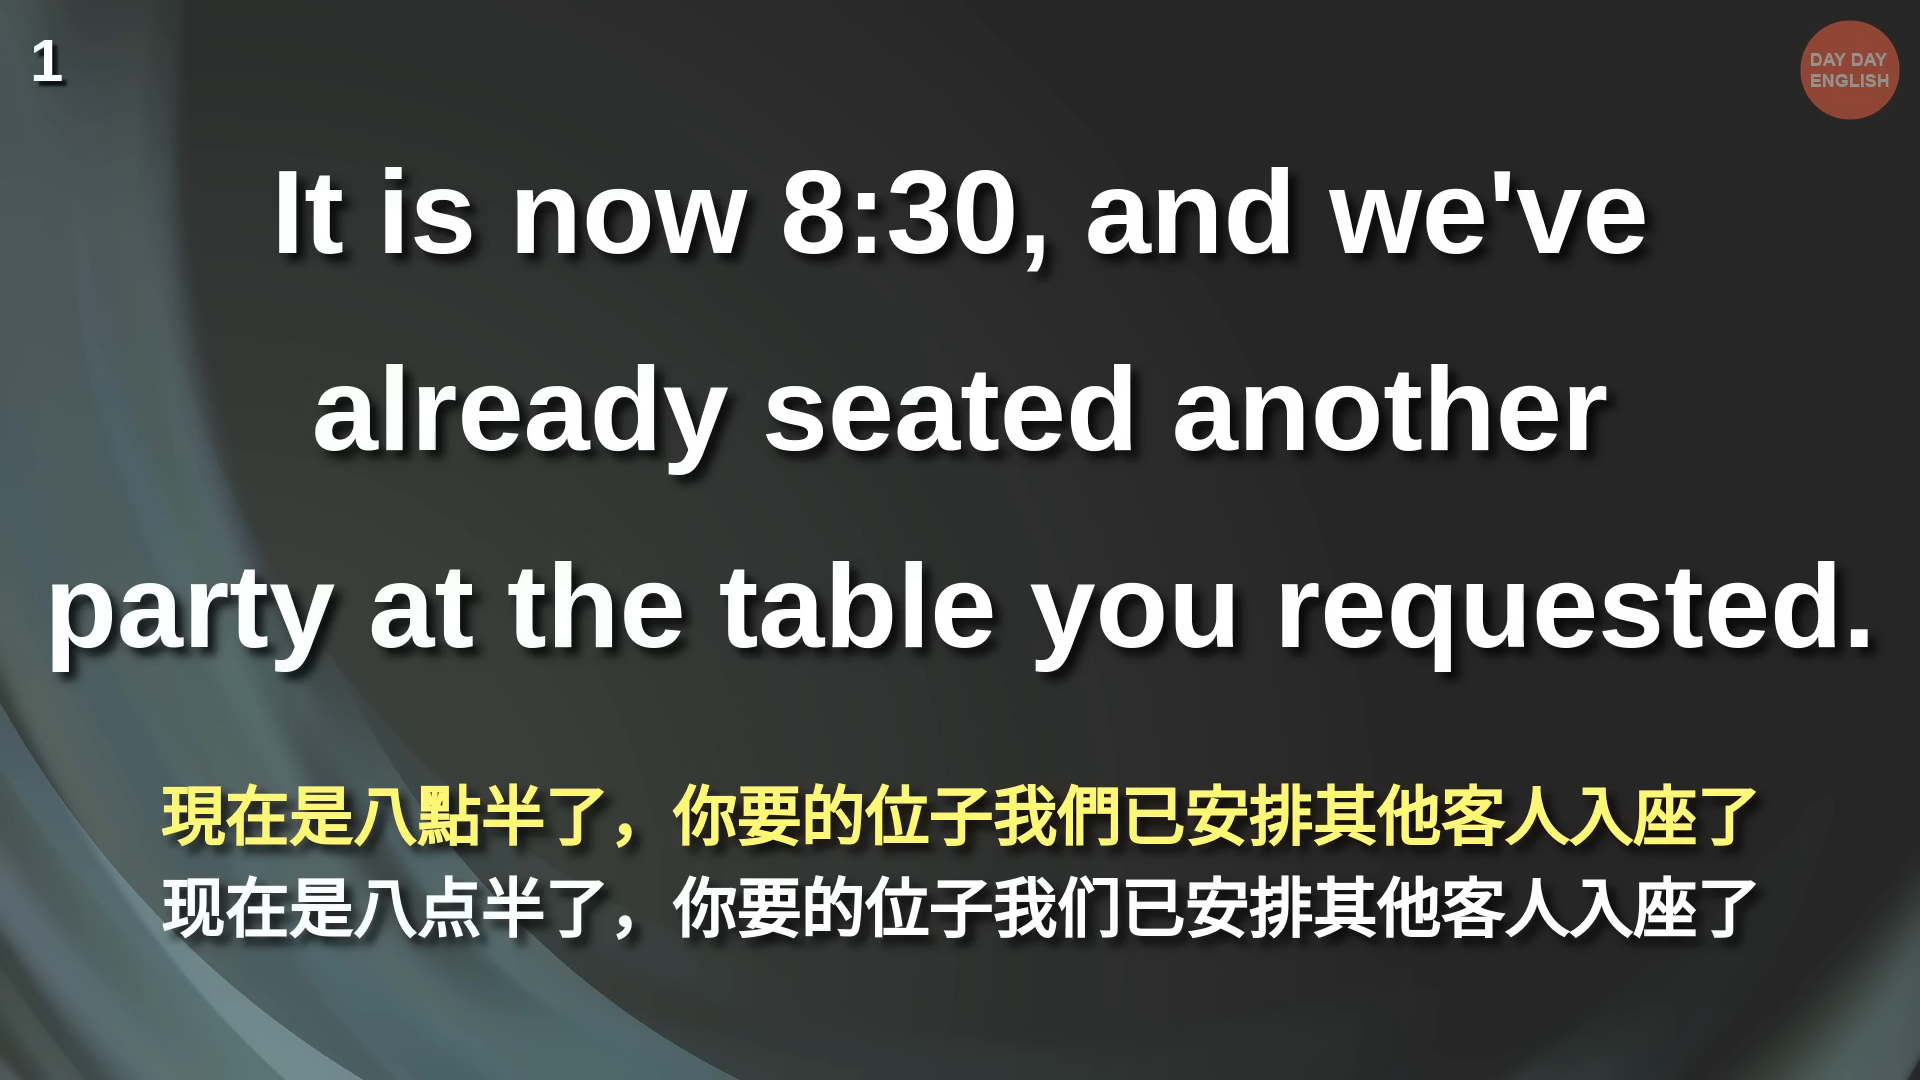 1
DAY DAY
ENGLISH
It is now 8:30, and we've
already seated another
party at the table you requested.
現在是八點半了，你要的位子我們已安排其他客人入座了
现在是八点半了，你要的位子我们已安排其他客人入座了